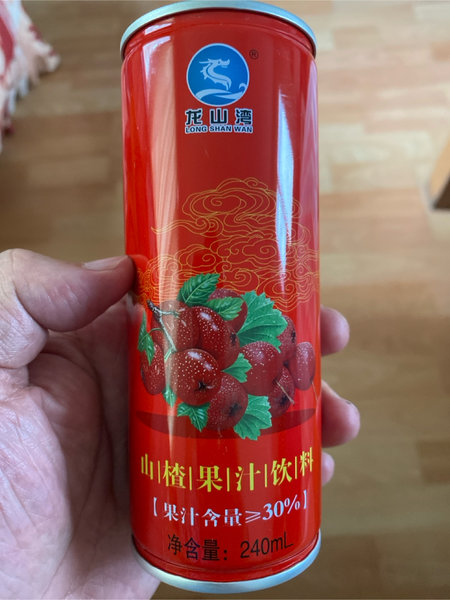 ®
龙山湾
LONG SHAN WAN
山|楂|果|汁|饮|料
【果汁含量≥30%】
净含量：240mL